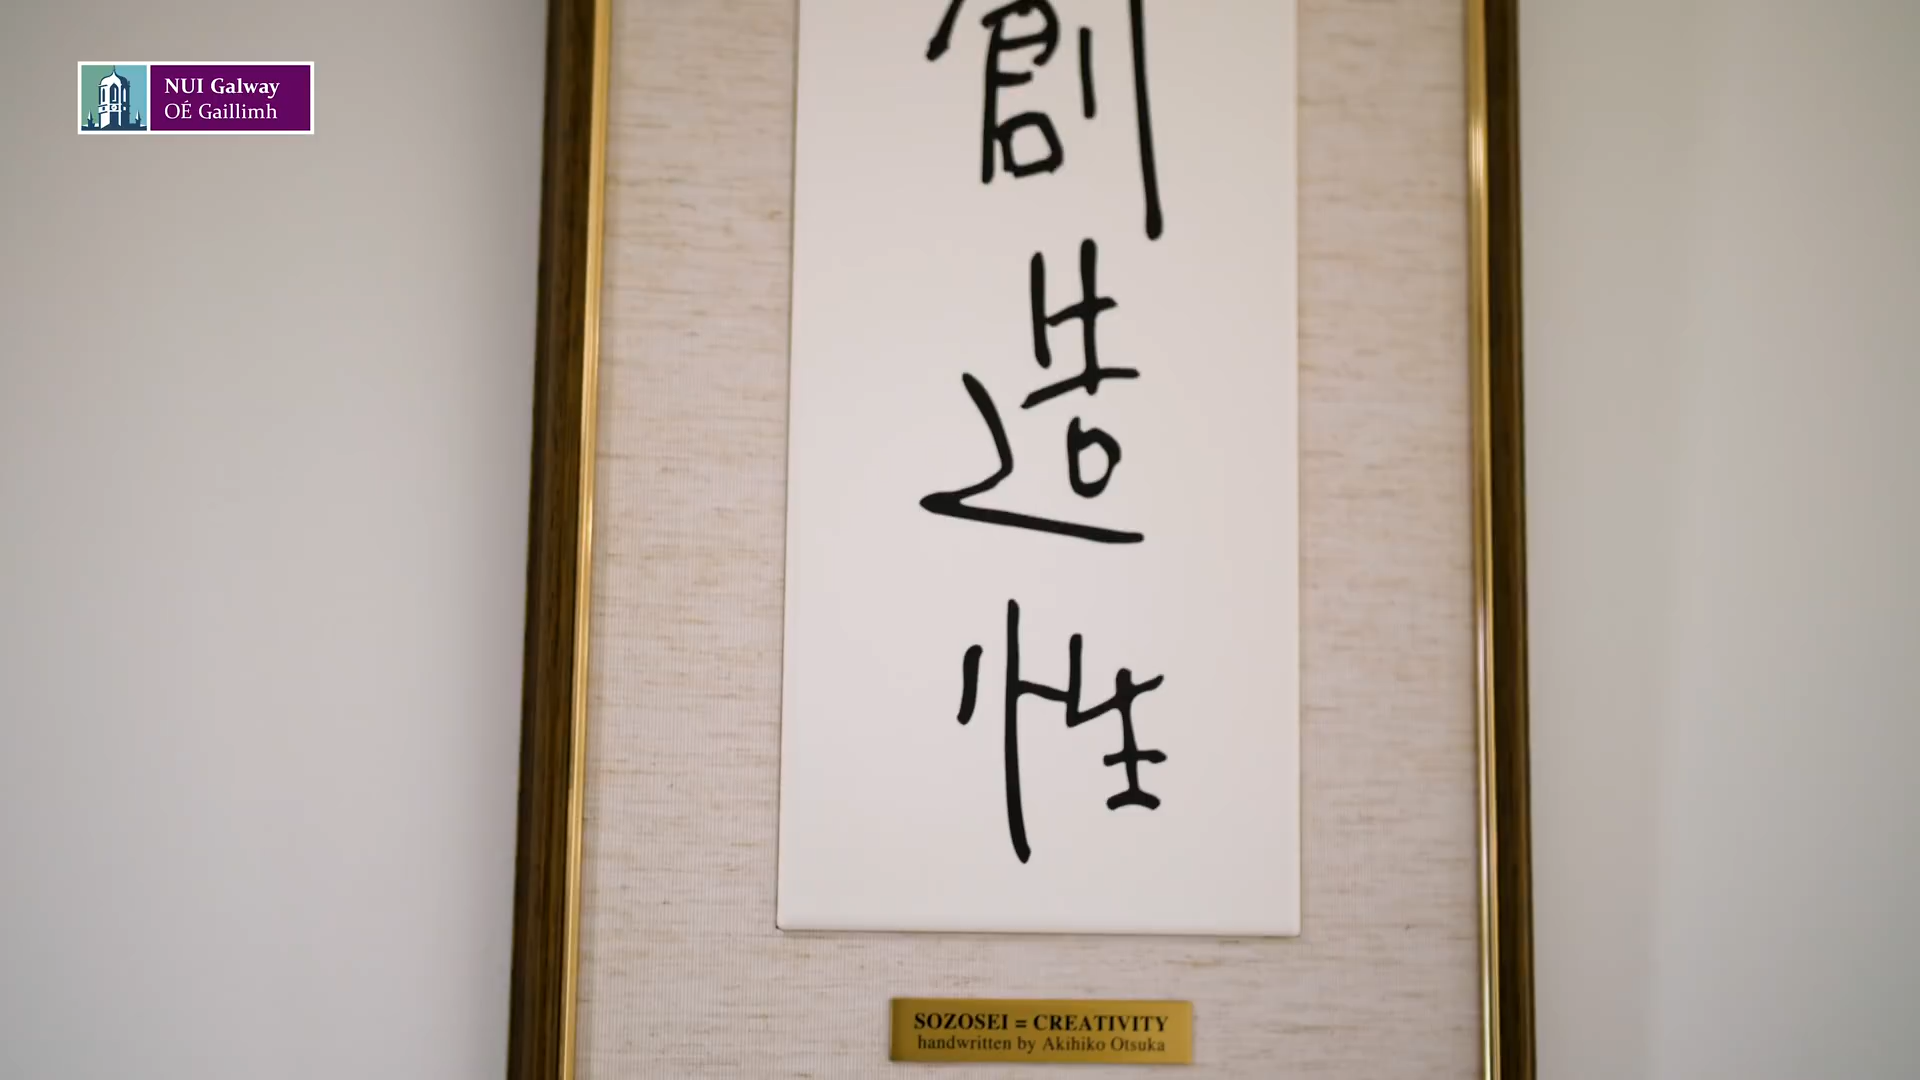 NUI Galway
OÉ Gaillimh
創
造
性
SOZOSEI = CREATIVITY
handwritten by Akihiko Otsuka